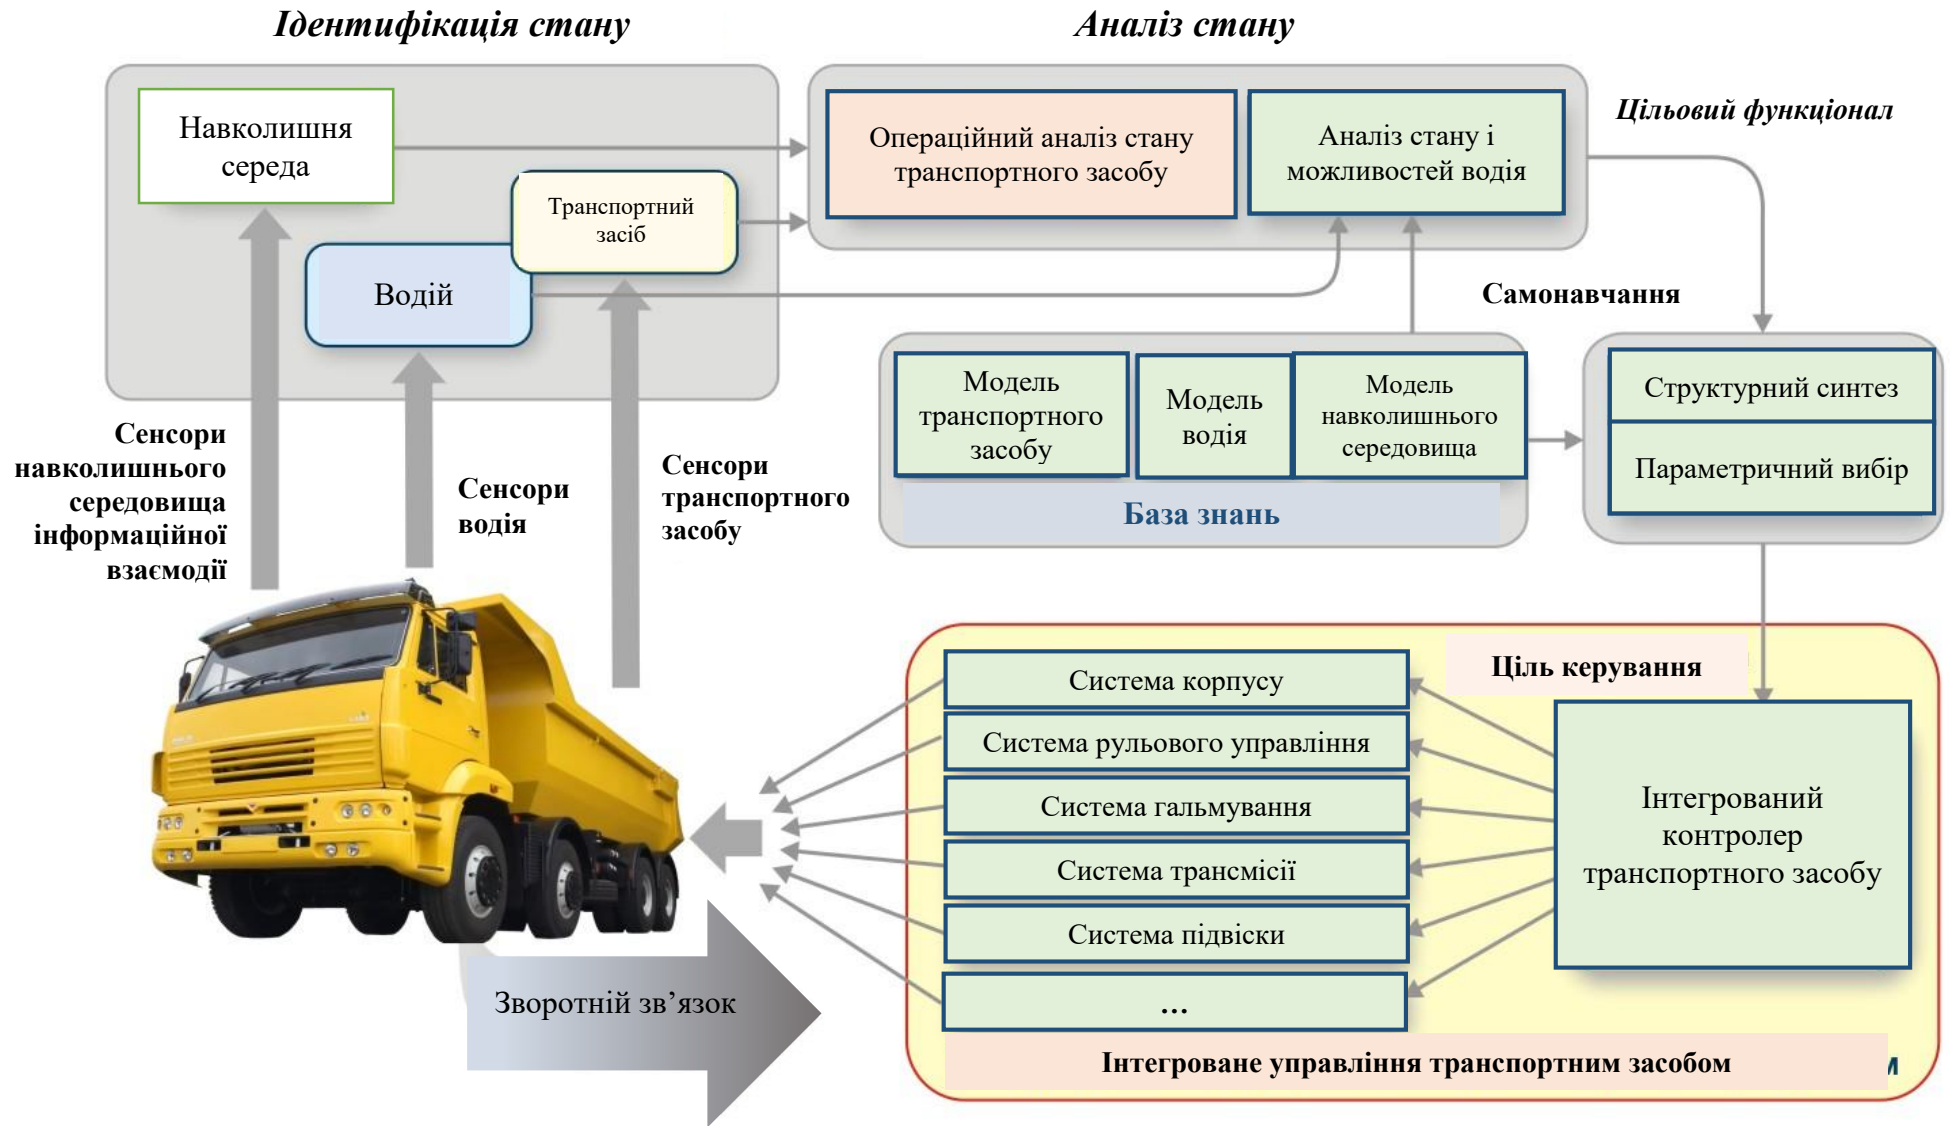 Ідентифікація стану
Аналіз стану
Навколишня
середа
Транспортний
засіб
Водій
Операційний аналіз стану
транспортного засобу
Аналіз стану і
можливостей водія
Цільовий функціонал
Самонавчання
Сенсори
навколишнього
середовища
інформаційної
взаємодії
Сенсори
водія
Сенсори
транспортного
засобу
Модель
транспортного
засобу
Модель
водія
Модель
навколишнього
середовища
База знань
Структурний синтез
Параметричний вибір
Ціль керування
Система корпусу
Система рульового управління
Система гальмування
Система трансмісії
Система підвіски
...
Інтегрований
контролер
транспортного засобу
Зворотній зв’язок
Інтегроване управління транспортним засобом
м